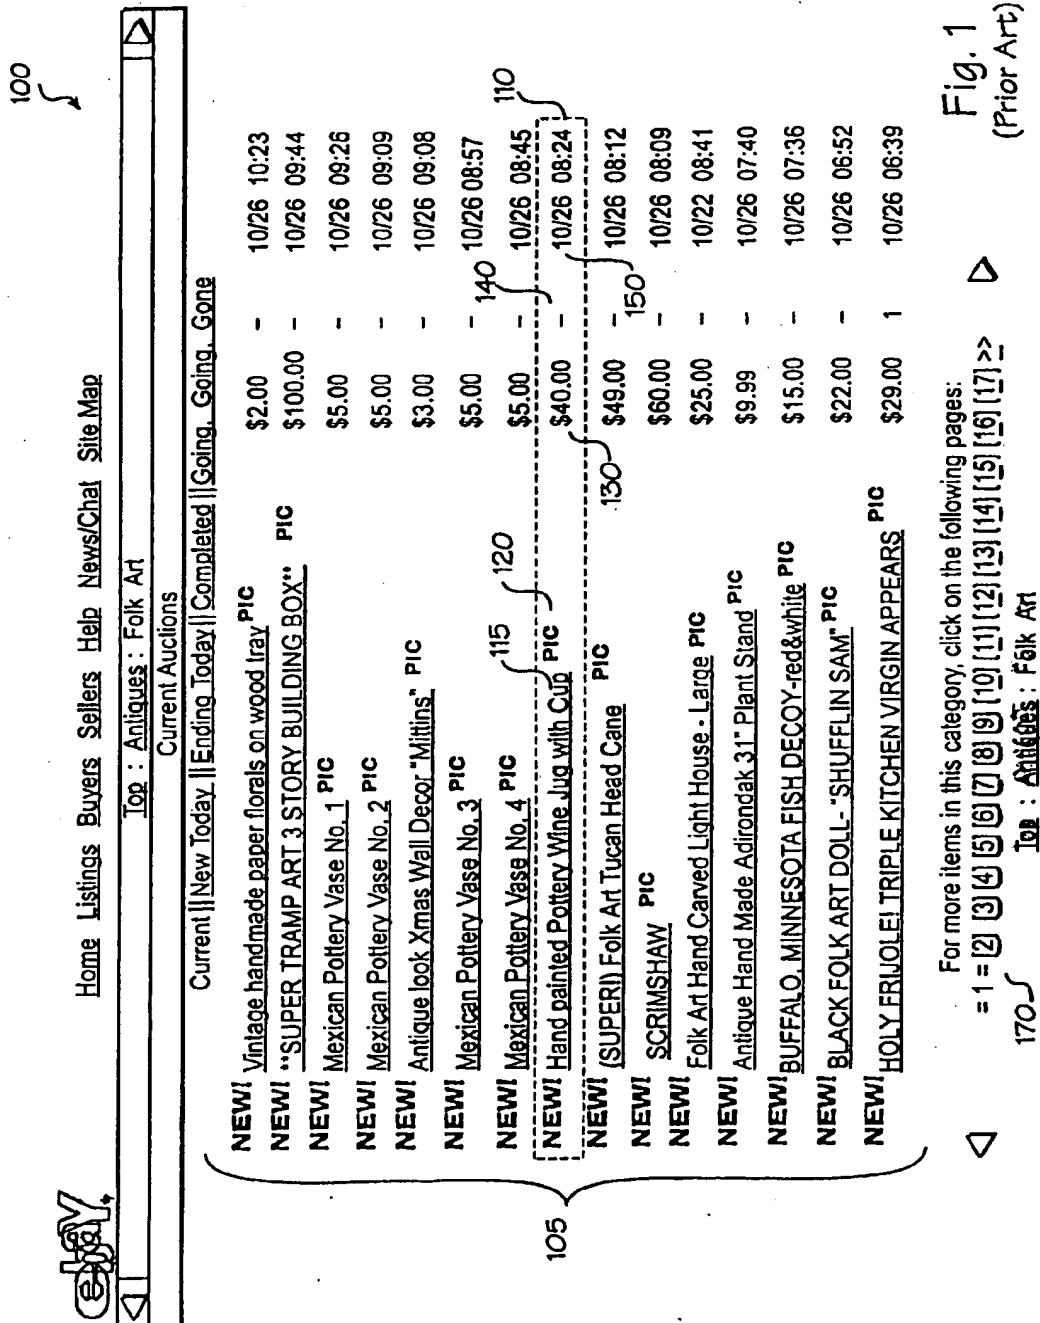 100
ebay
Home Listings Buyers Sellers Help News/Chat Site Map
Top : Antiques : Folk Art
Current Auctions
Current || New Today || Ending Today || Completed || Going, Going, Gone
NEW! Vintage handmade paper florals on wood tray PIC $2.00 - 10/26 10:23
NEW! **SUPER TRAMP ART 3 STORY BUILDING BOX** PIC $100.00 - 10/26 09:44
NEW! Mexican Pottery Vase No. 1 PIC $5.00 - 10/26 09:26
NEW! Mexican Pottery Vase No. 2 PIC $5.00 - 10/26 09:09
NEW! Antique look Xmas Wall Decor "Mittins" PIC $3.00 - 10/26 09:08
NEW! Mexican Pottery Vase No. 3 PIC $5.00 - 10/26 08:57
NEW! Mexican Pottery Vase No. 4 PIC $5.00 - 10/26 08:45
115 120 140 110
NEW! Hand painted Pottery Wine Jug with Cup PIC $40.00 - 10/26 08:24
105 130 150
NEW! (SUPER!) Folk Art Tucan Head Cane PIC $49.00 - 10/26 08:12
NEW! SCRIMSHAW PIC $60.00 - 10/26 08:09
NEW! Folk Art Hand Carved Light House - Large PIC $25.00 - 10/22 08:41
NEW! Antique Hand Made Adirondak 31" Plant Stand PIC $9.99 - 10/26 07:40
NEW! BUFFALO, MINNESOTA FISH DECOY-red&white PIC $15.00 - 10/26 07:36
NEW! BLACK FOLK ART DOLL- "SHUFFLIN SAM" PIC $22.00 - 10/26 06:52
NEW! HOLY FRIJOLE! TRIPLE KITCHEN VIRGIN APPEARS PIC $29.00 1 10/26 06:39
For more items in this category, click on the following pages:
= 1 = [2] [3] [4] [5] [6] [7] [8] [9] [10] [11] [12] [13] [14] [15] [16] [17] >>
170
Top : Antiques : Folk Art
Fig. 1
(Prior Art)